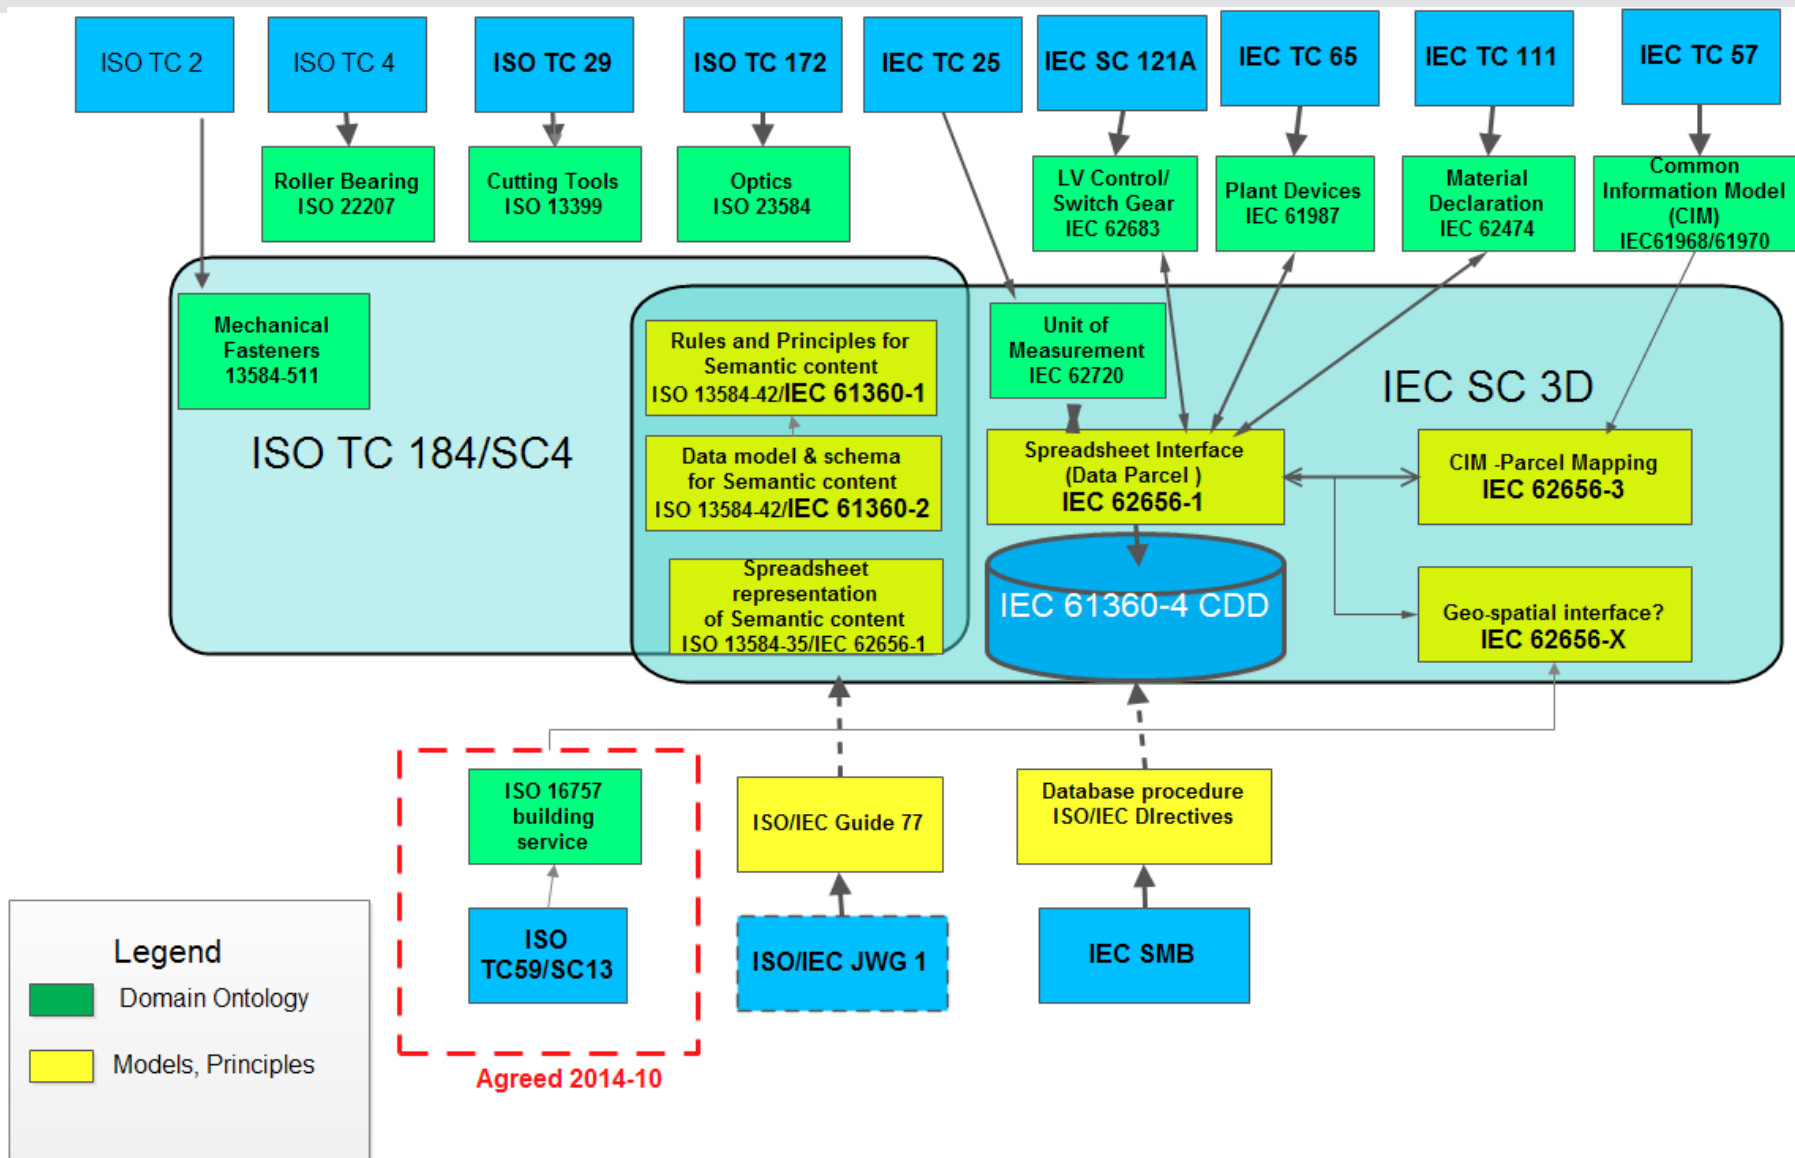 ISO TC 2
ISO TC 4
ISO TC 29
ISO TC 172
IEC TC 25
IEC SC 121A
IEC TC 65
IEC TC 111
IEC TC 57
Roller Bearing
ISO 22207
Cutting Tools
ISO 13399
Optics
ISO 23584
LV Control/
Switch Gear
IEC 62683
Plant Devices
IEC 61987
Material
Declaration
IEC 62474
Common
Information Model
(CIM)
IEC61968/61970
Mechanical
Fasteners
13584-511
ISO TC 184/SC4
Rules and Principles for
Semantic content
ISO 13584-42/IEC 61360-1
Data model & schema
for Semantic content
ISO 13584-42/IEC 61360-2
Spreadsheet
representation
of Semantic content
ISO 13584-35/IEC 62656-1
Unit of
Measurement
IEC 62720
IEC SC 3D
Spreadsheet Interface
(Data Parcel )
IEC 62656-1
CIM -Parcel Mapping
IEC 62656-3
IEC 61360-4 CDD
Geo-spatial interface?
IEC 62656-X
ISO 16757
building
service
ISO/IEC Guide 77
Database procedure
ISO/IEC DIrectives
ISO
TC59/SC13
ISO/IEC JWG 1
IEC SMB
Agreed 2014-10
Legend
Domain Ontology
Models, Principles